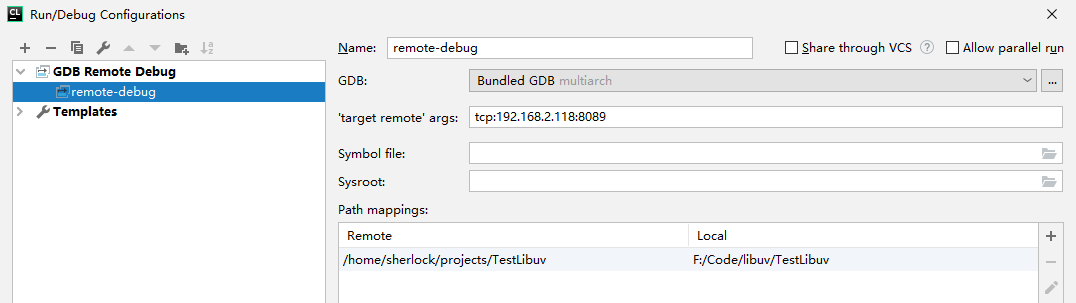 CL Run/Debug Configurations
Name: remote-debug Share through VCS ? Allow parallel run
GDB Remote Debug
remote-debug
Templates
GDB: Bundled GDB multiarch ...
'target remote' args: tcp:192.168.2.118:8089
Symbol file:
Sysroot:
Path mappings:
Remote Local
/home/sherlock/projects/TestLibuv F:/Code/libuv/TestLibuv